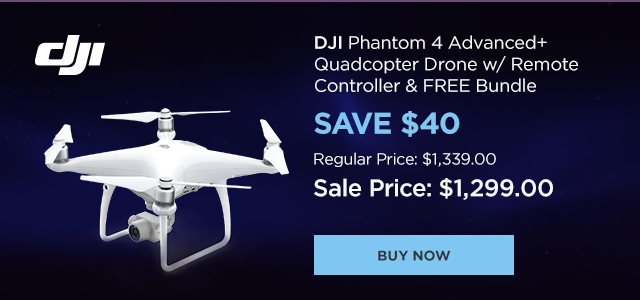 dji
DJI Phantom 4 Advanced+
Quadcopter Drone w/ Remote
Controller & FREE Bundle
SAVE $40
Regular Price: $1,339.00
Sale Price: $1,299.00
BUY NOW